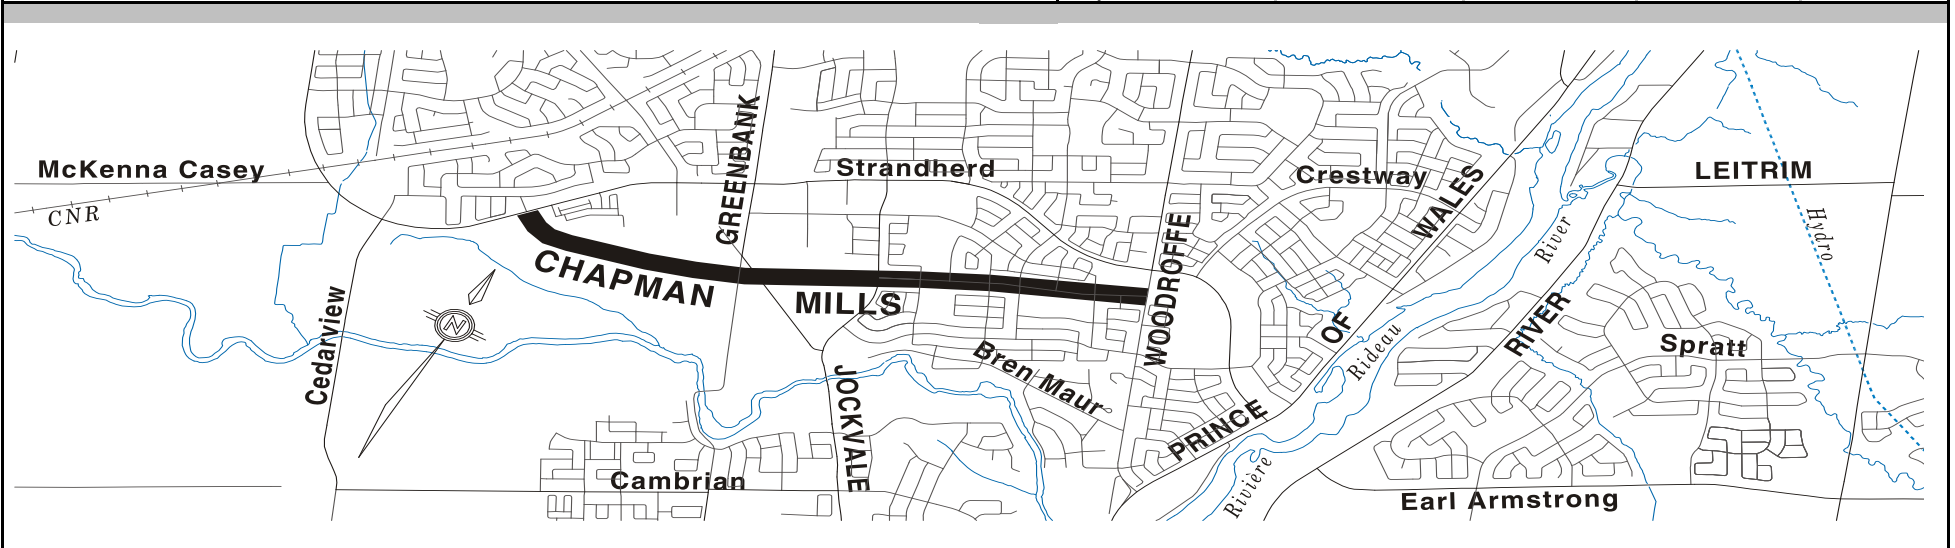 McKenna Casey
CNR
GREENBANK
Strandherd
Crestway
WALES
LEITRIM
Hydro
River
CHAPMAN
MILLS
WOODROFFE
Cedarview
N
OF
Rideau
RIVER
Spratt
Bren Maur
JOCKVALE
PRINCE
Cambrian
Rivière
Earl Armstrong